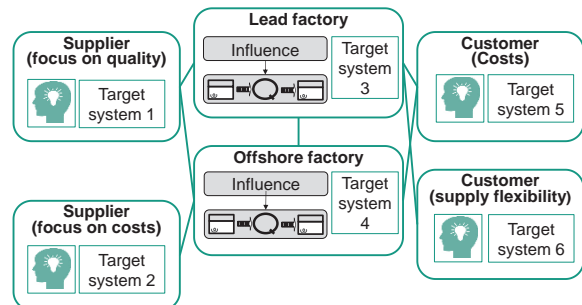 Supplier
(focus on quality)
Target
system 1
Supplier
(focus on costs)
Target
system 2
Lead factory
Influence
Target
system
3
Offshore factory
Influence
Target
system
4
Customer
(Costs)
Target
system 5
Customer
(supply flexibility)
Target
system 6